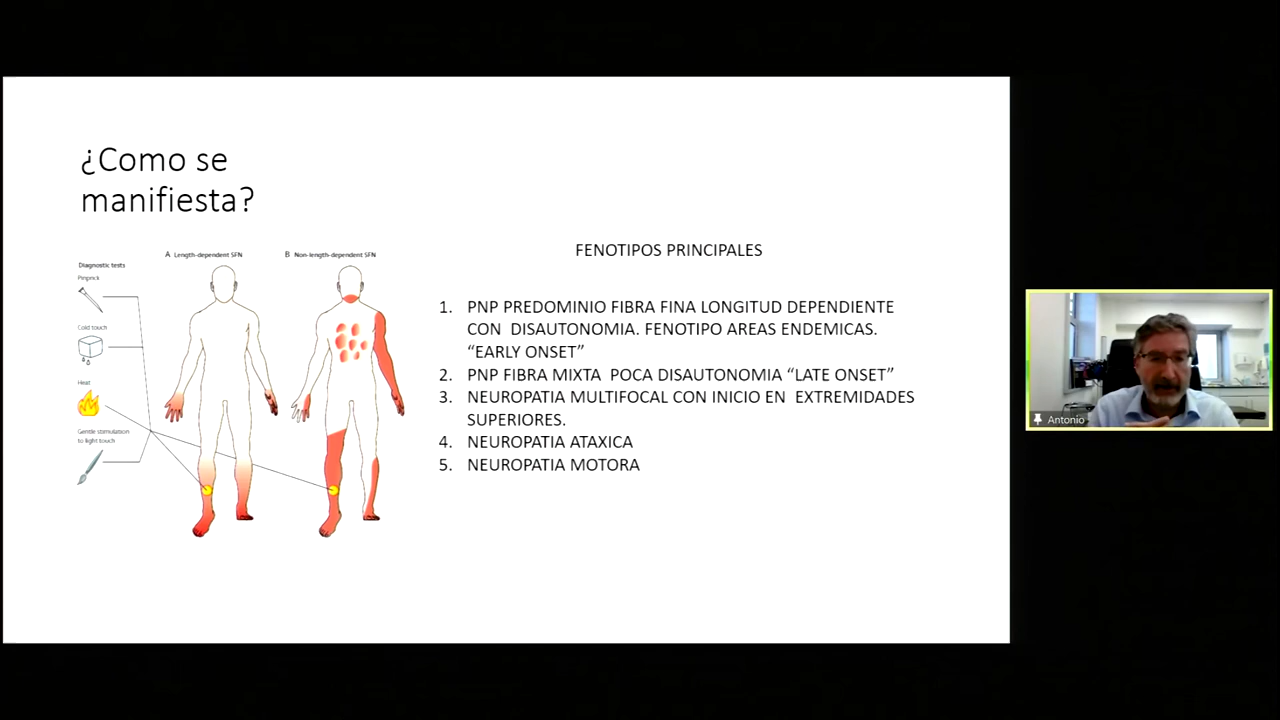 ¿Como se
manifiesta?
A Length-dependent SFN
B Non-length-dependent SFN
Diagnostic tests
Pinprick
Cold touch
Heat
Gentle stimulation
to light touch
FENOTIPOS PRINCIPALES
1. PNP PREDOMINIO FIBRA FINA LONGITUD DEPENDIENTE
CON DISAUTONOMIA. FENOTIPO AREAS ENDEMICAS.
“EARLY ONSET”
2. PNP FIBRA MIXTA POCA DISAUTONOMIA “LATE ONSET”
3. NEUROPATIA MULTIFOCAL CON INICIO EN EXTREMIDADES
SUPERIORES.
4. NEUROPATIA ATAXICA
5. NEUROPATIA MOTORA
Antonio